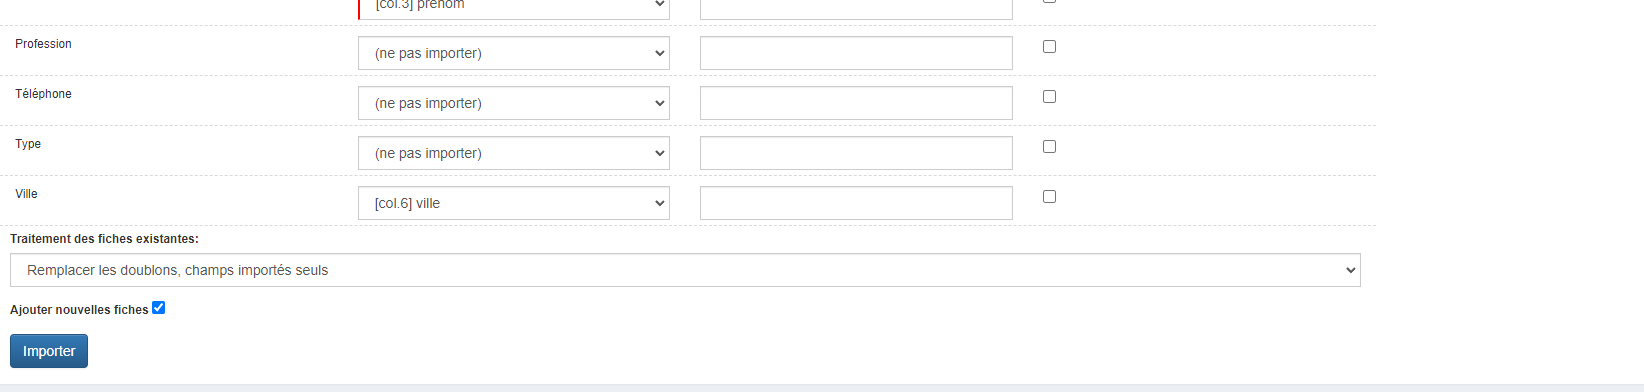 [col.3] prenom
Profession
(ne pas importer)
Téléphone
(ne pas importer)
Type
(ne pas importer)
Ville
[col.6] ville
Traitement des fiches existantes:
Remplacer les doublons, champs importés seuls
Ajouter nouvelles fiches
Importer